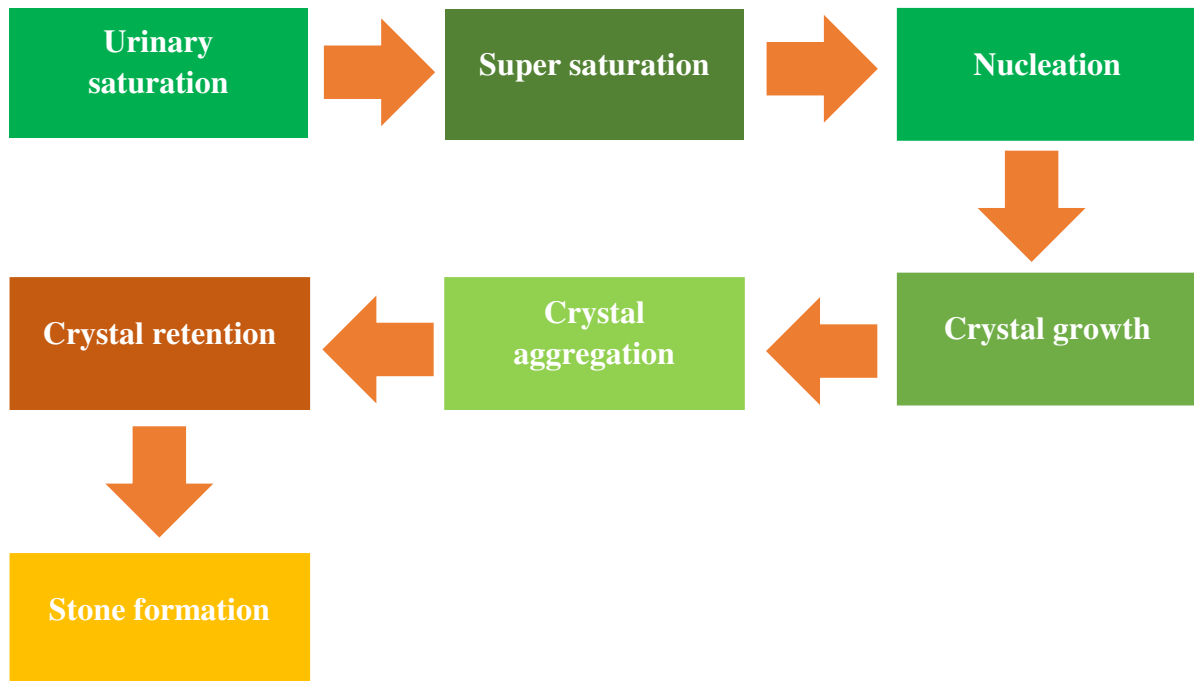 Urinary
saturation
Super saturation
Nucleation
Crystal growth
Crystal
aggregation
Crystal retention
Stone formation